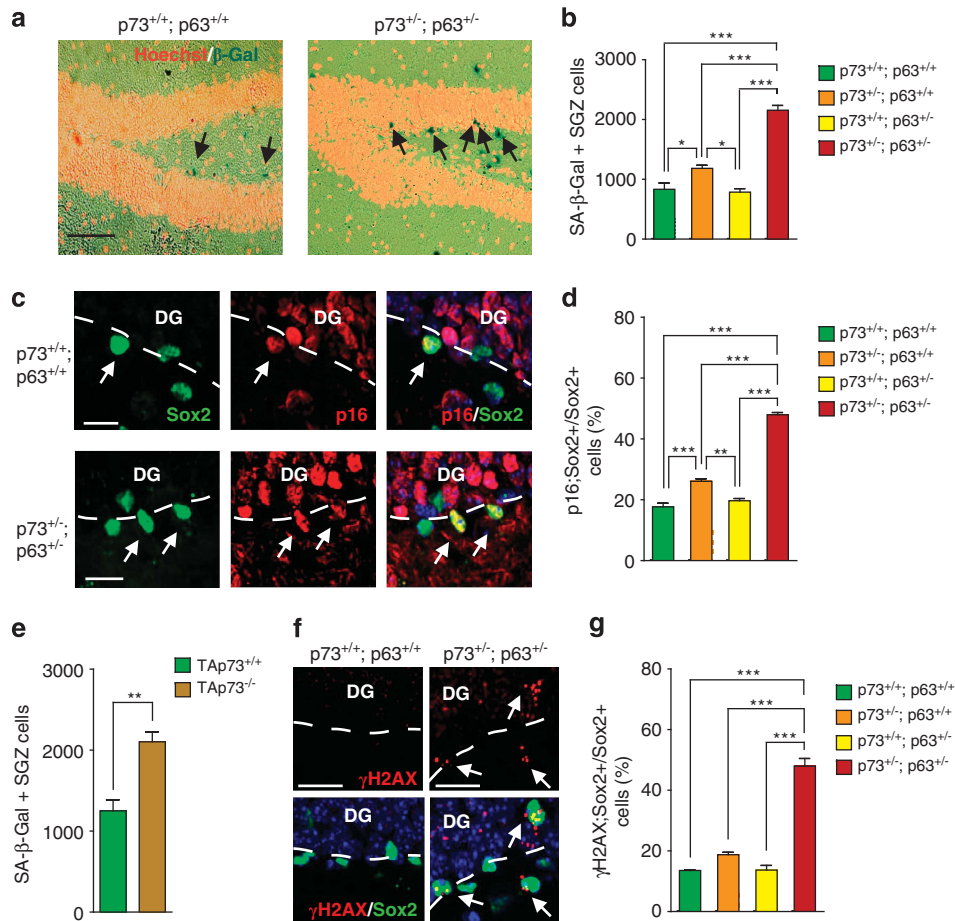 a
p73+/+; p63+/+
p73+/-; p63+/-
Hoechst/β-Gal
b
SA-β-Gal + SGZ cells
3000
2000
1000
0
***
***
***
*
*
p73+/+; p63+/+
p73+/-; p63+/+
p73+/+; p63+/-
p73+/-; p63+/-
c
p73+/+;
p63+/+
DG
Sox2
DG
p16
DG
p16/Sox2
p73+/-;
p63+/-
DG
DG
DG
d
p16;Sox2+/Sox2+
cells (%)
80
60
40
20
0
***
***
***
***
**
p73+/+; p63+/+
p73+/-; p63+/+
p73+/+; p63+/-
p73+/-; p63+/-
e
SA-β-Gal + SGZ cells
3000
2000
1000
0
**
TAp73+/+
TAp73-/-
f
p73+/+; p63+/+
p73+/-; p63+/-
DG
γH2AX
DG
DG
γH2AX/Sox2
DG
g
γH2AX;Sox2+/Sox2+
cells (%)
80
60
40
20
0
***
***
***
p73+/+; p63+/+
p73+/-; p63+/+
p73+/+; p63+/-
p73+/-; p63+/-